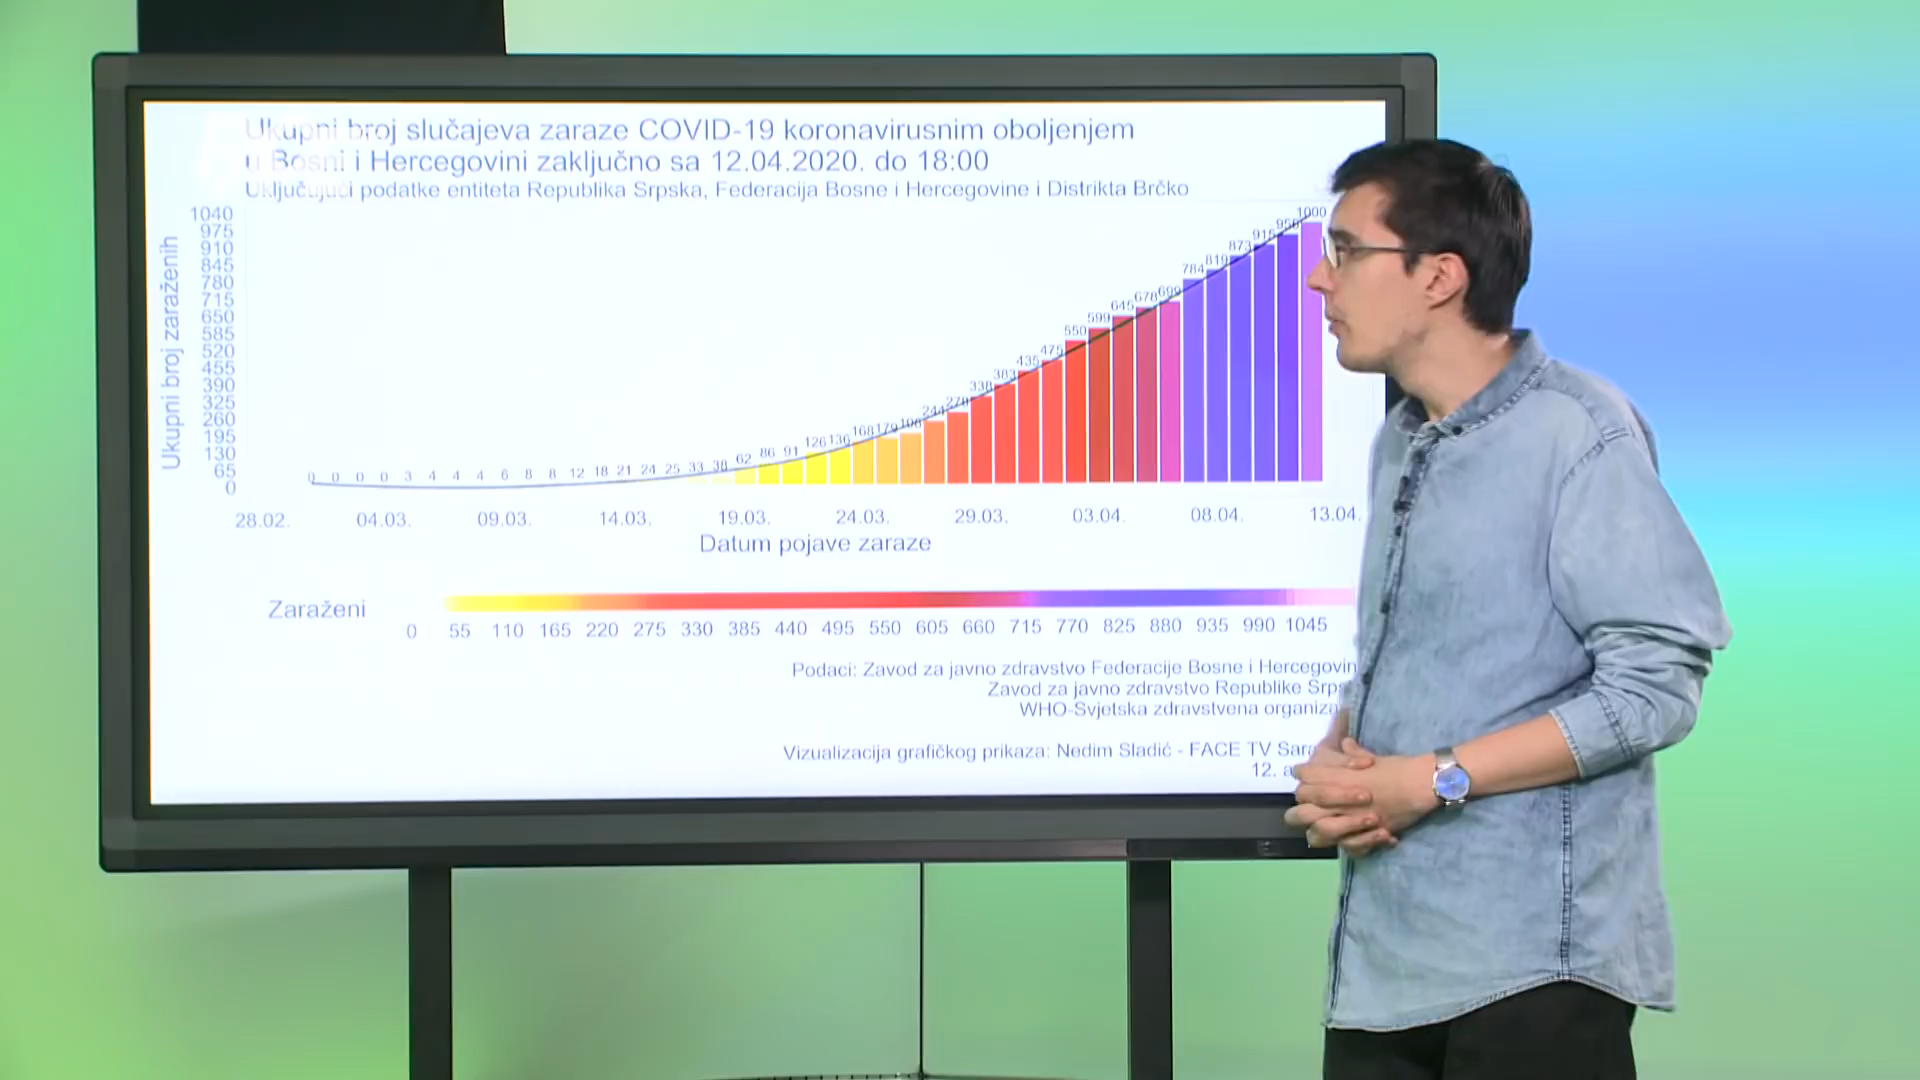 Ukupni broj slučajeva zaraze COVID-19 koronavirusnim oboljenjem
u Bosni i Hercegovini zaključno sa 12.04.2020. do 18:00
Uključujući podatke entiteta Republika Srpska, Federacija Bosne i Hercegovine i Distrikta Brčko
Ukupni broj zaraženih
1040
975
910
845
780
715
650
585
520
455
390
325
260
195
130
65
0
0 0 0 0 3 4 4 4 6 8 8 12 18 21 24 25 33 38 62 86 91 126 136 168 179 244 278 338 383 435 475 550 599 645 678 699 784 819 873 915 1000
28.02. 04.03. 09.03. 14.03. 19.03. 24.03. 29.03. 03.04. 08.04. 13.04.
Datum pojave zaraze
Zaraženi
0 55 110 165 220 275 330 385 440 495 550 605 660 715 770 825 880 935 990 1045
Podaci: Zavod za javno zdravstvo Federacije Bosne i Hercegovin
Zavod za javno zdravstvo Republike Srps
WHO-Svjetska zdravstvena organiza
Vizualizacija grafičkog prikaza: Nedim Sladić - FACE TV Sara
12. a